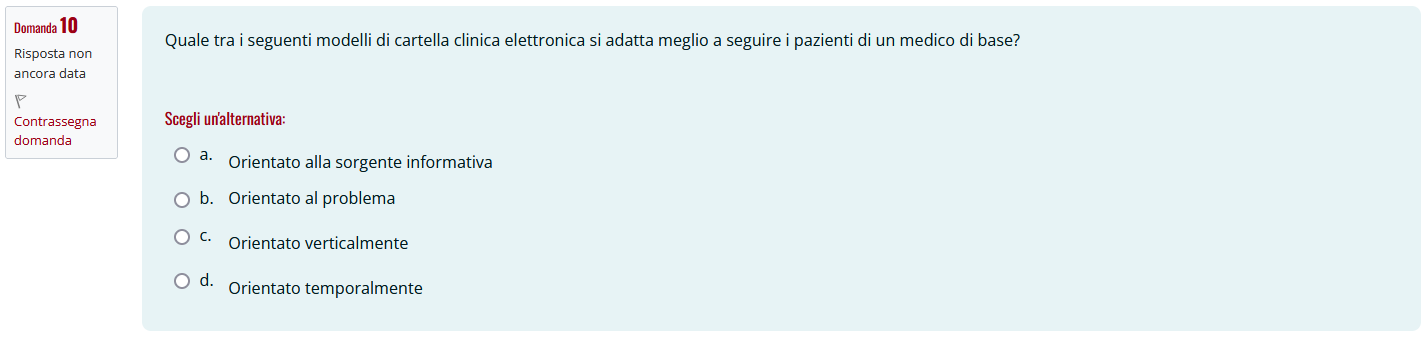 Domanda 10
Risposta non
ancora data
Contrassegna
domanda
Quale tra i seguenti modelli di cartella clinica elettronica si adatta meglio a seguire i pazienti di un medico di base?
Scegli un'alternativa:
a. Orientato alla sorgente informativa
b. Orientato al problema
c. Orientato verticalmente
d. Orientato temporalmente